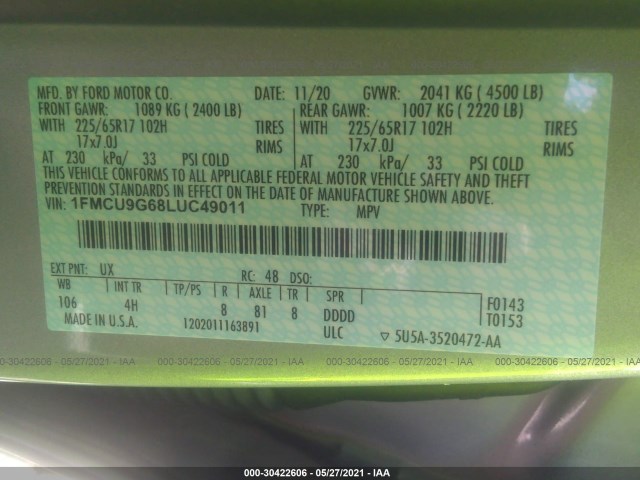 MFD. BY FORD MOTOR CO. DATE: 11/20 GVWR: 2041 KG ( 4500 LB)
FRONT GAWR: 1089 KG ( 2400 LB) REAR GAWR: 1007 KG ( 2220 LB)
WITH 225/65R17 102H TIRES WITH 225/65R17 102H TIRES
17x7.0J RIMS 17x7.0J RIMS
AT 230 kPa/ 33 PSI COLD AT 230 kPa/ 33 PSI COLD
THIS VEHICLE CONFORMS TO ALL APPLICABLE FEDERAL MOTOR VEHICLE SAFETY AND THEFT
PREVENTION STANDARDS IN EFFECT ON THE DATE OF MANUFACTURE SHOWN ABOVE.
VIN: 1FMCU9G68LUC49011 TYPE: MPV
EXT PNT: UX RC: 48 DSO:
WB INT TR TP/PS R AXLE TR SPR
106 4H 8 81 8 DDDD F0143
T0153
MADE IN U.S.A. 1202011163891 ULC ▽ 5U5A-3520472-AA
000-30422606 - 05/27/2021 - IAA 000-30422606 - 05/27/2021 - IAA 000-30422606 - 05/27/2021 - IAA
000-30422606 - 05/27/2021 - IAA